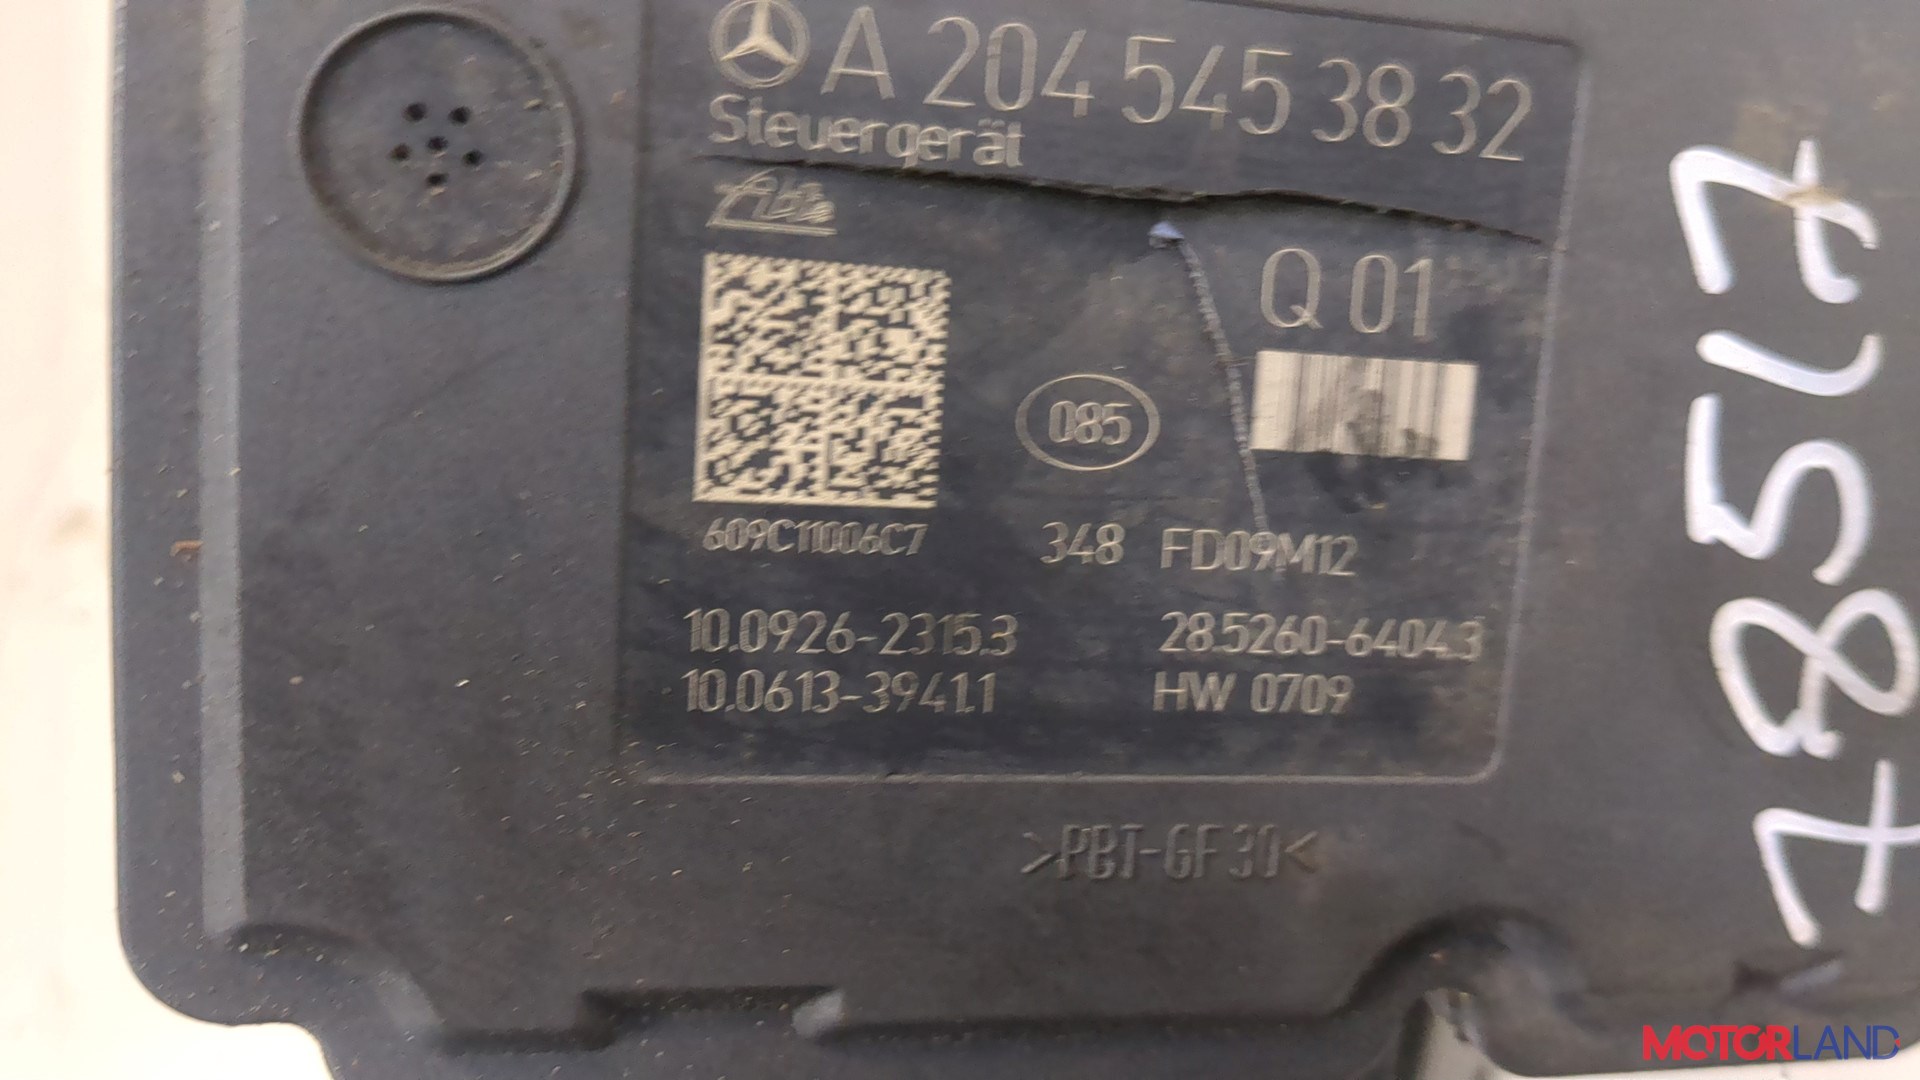 A 204 545 38 32
Steuergerät
Ate
Q 01
085
609C11006C7
348 FD09M12
10.0926-2315.3
28.5260-6404.3
10.0613-3941.1
HW 0709
>PBT-GF30<
78517
MOTORLAND